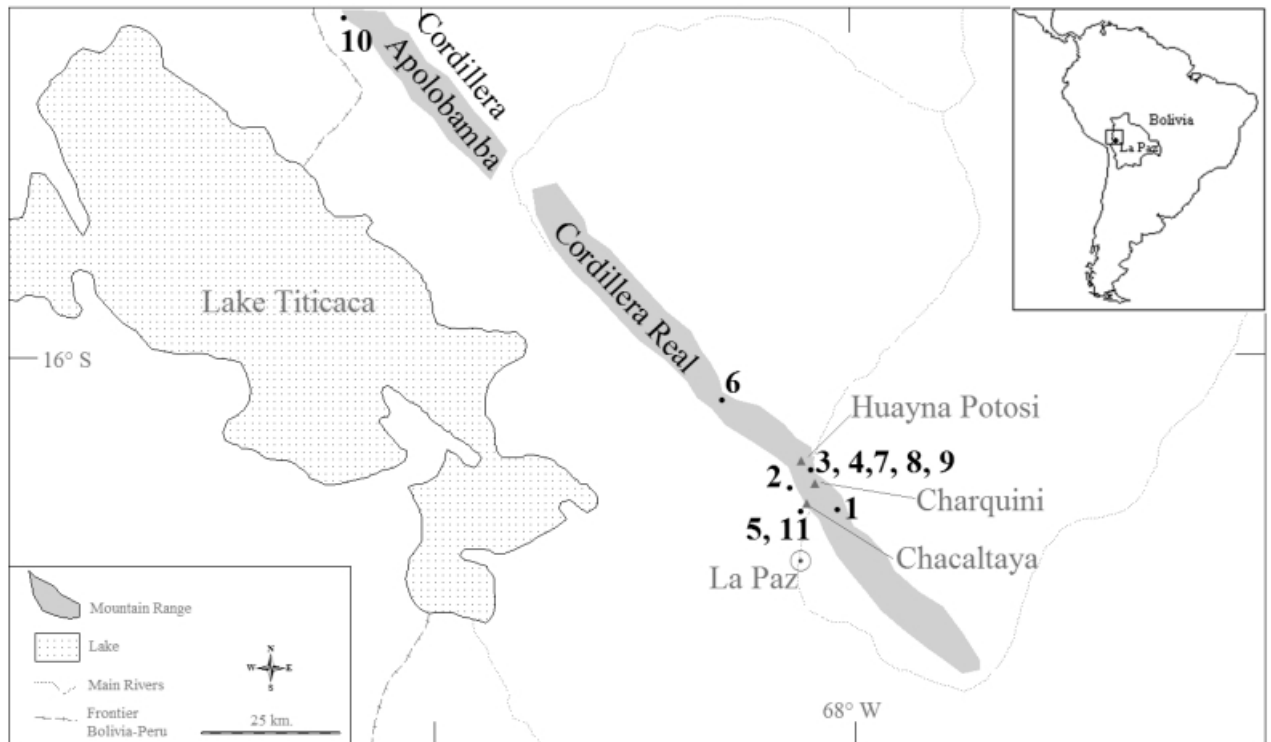 10
Cordillera
Apolobamba
Bolivia
La Paz
Cordillera Real
Lake Titicaca
16° S
6
Huayna Potosi
3, 4,7, 8, 9
2
Charquini
1
5, 11
Chacaltaya
La Paz
Mountain Range
Lake
N
W E
S
Main Rivers
Frontier
Bolivia-Peru
25 km.
68° W